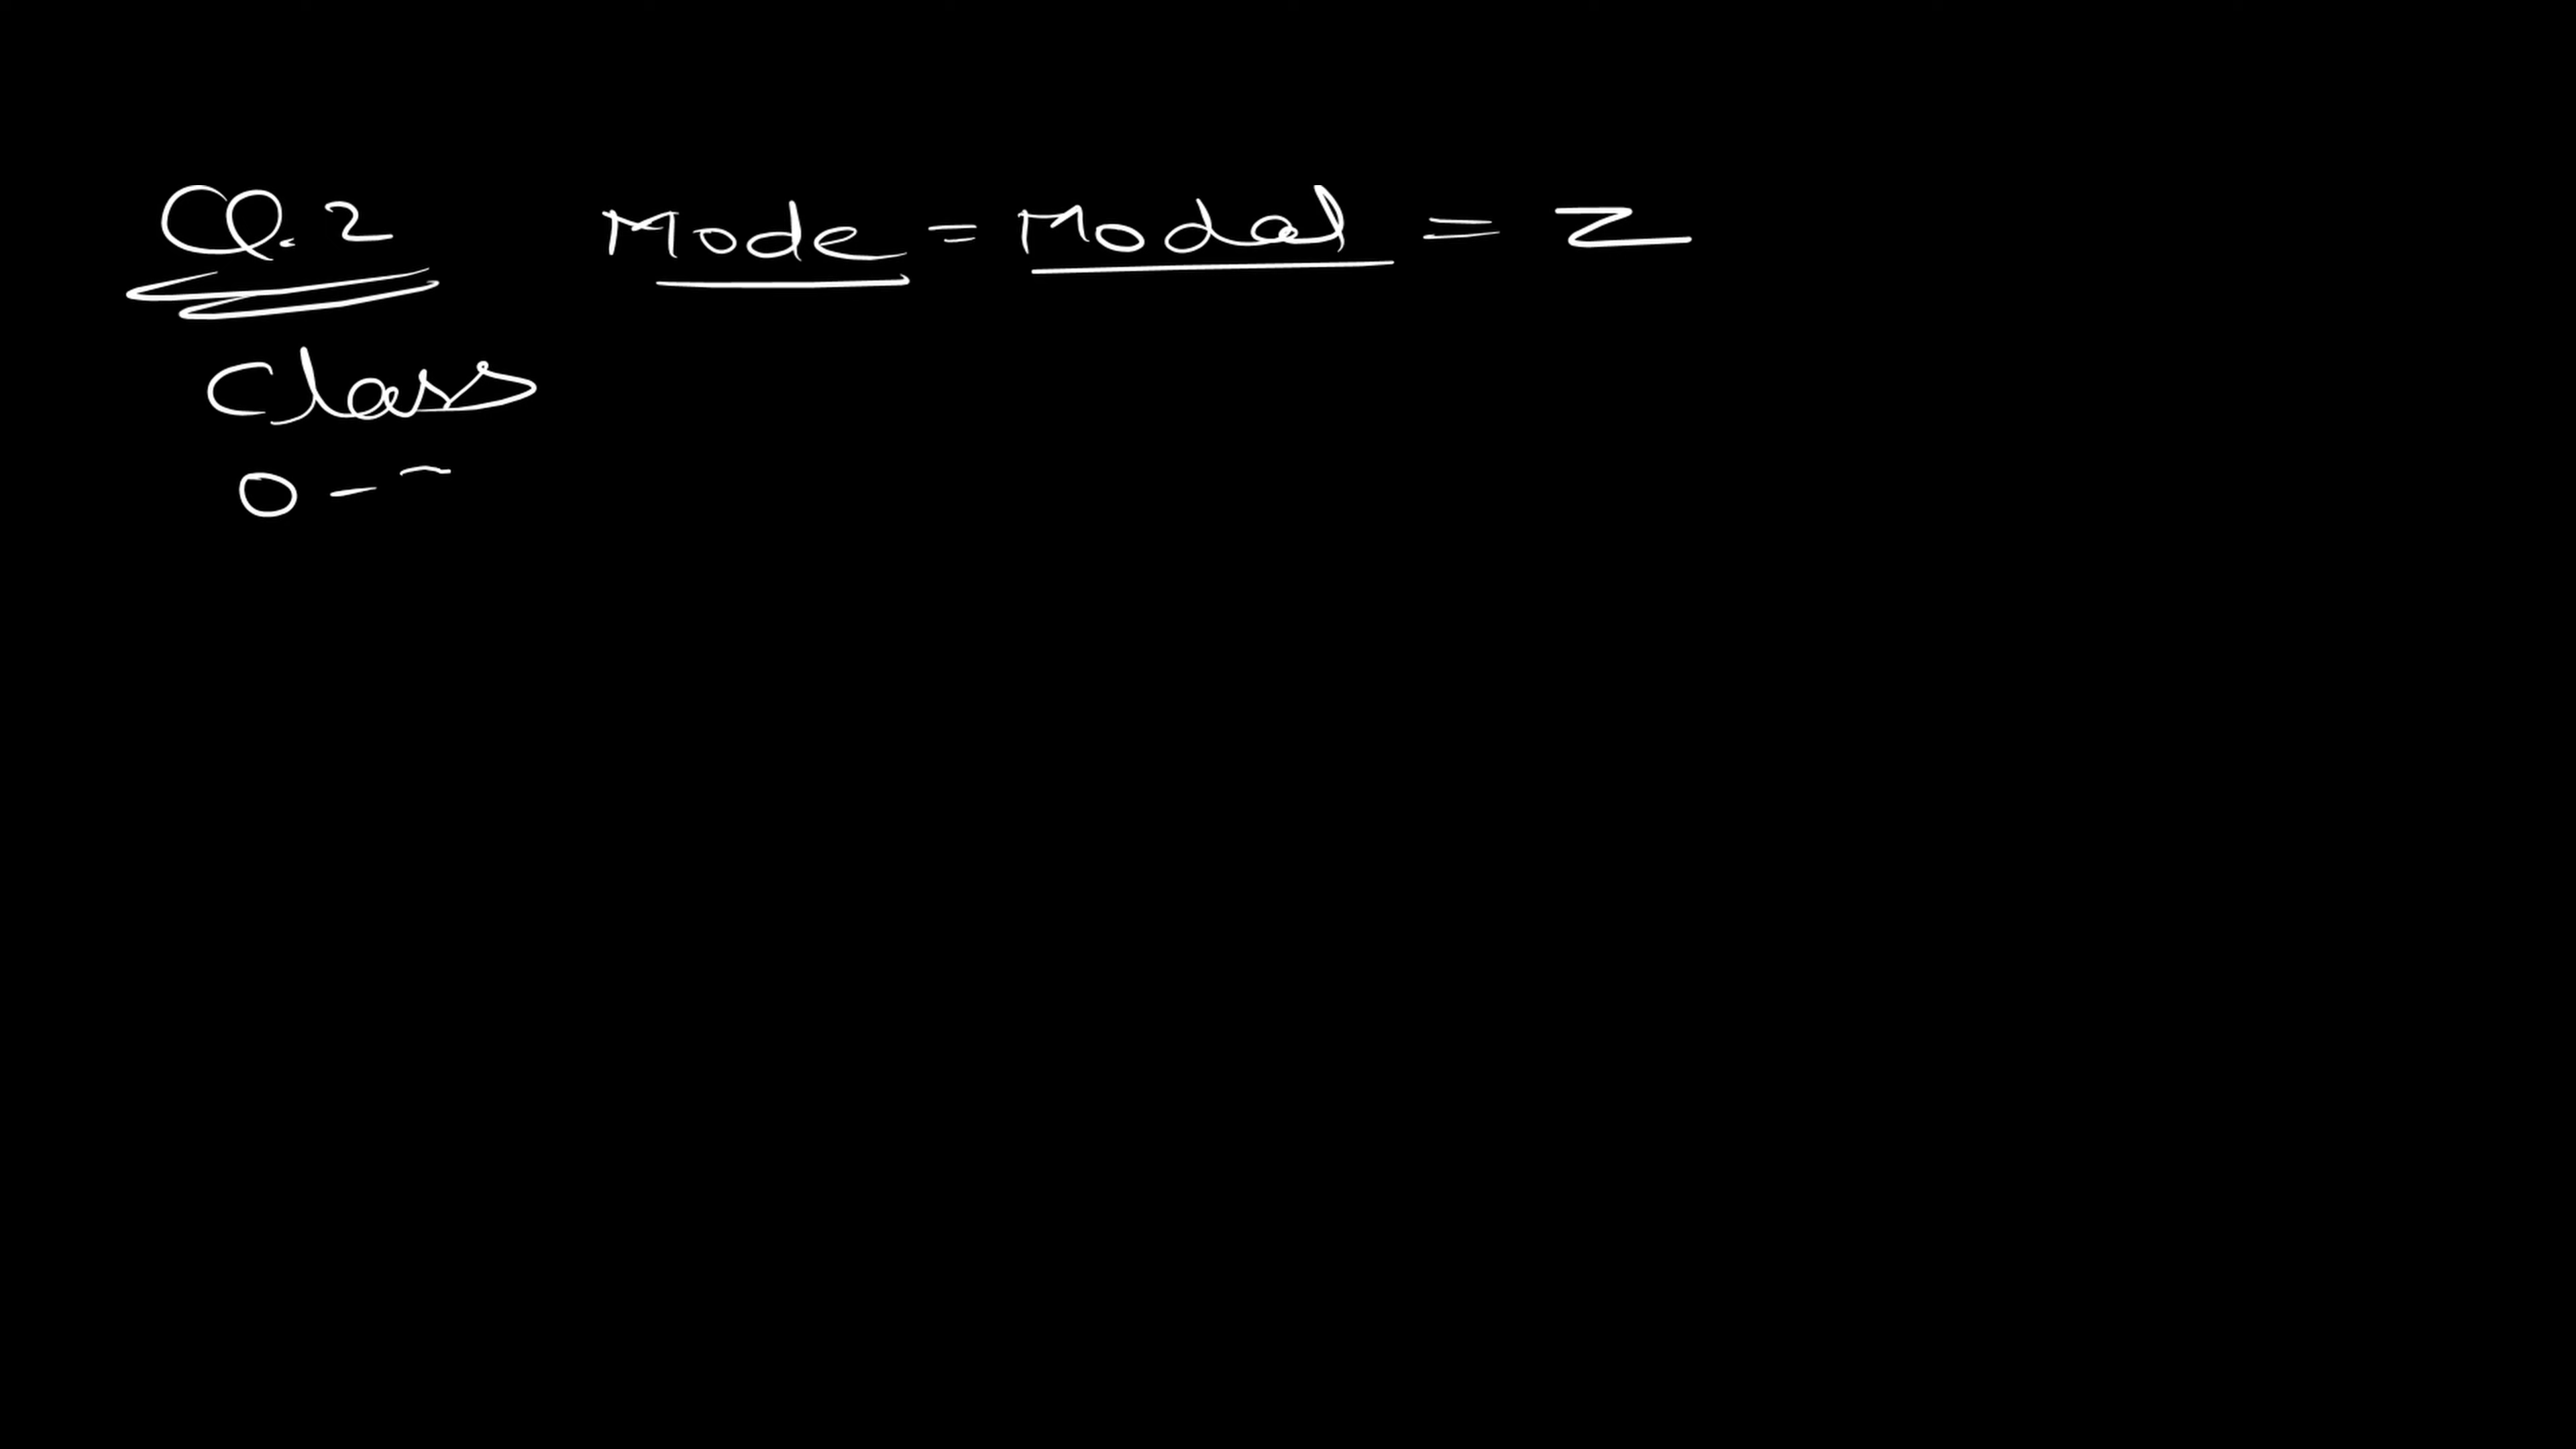 Q.2 Mode = Modal = Z
Class
0 -